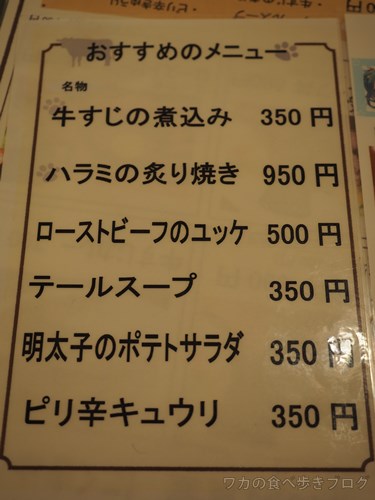 おすすめのメニュー
名物
牛すじの煮込み 350円
ハラミの炙り焼き 950円
ローストビーフのユッケ 500円
テールスープ 350円
明太子のポテトサラダ 350円
ピリ辛キュウリ 350円
ワカの食べ歩きブログ